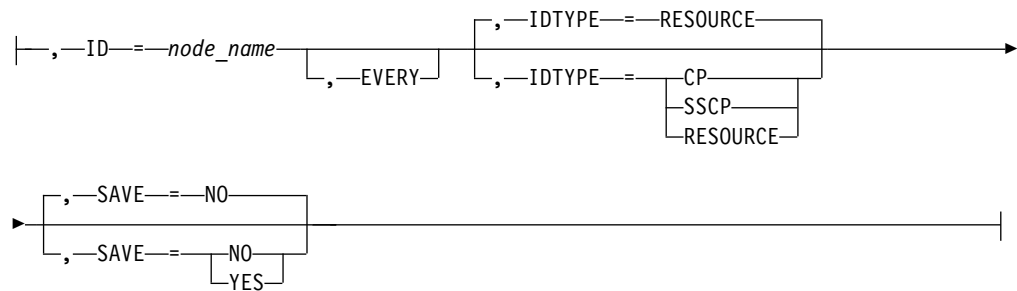 ,IDTYPE=RESOURCE
,ID=node_name
,EVERY
,IDTYPE=CP
SSCP
RESOURCE
,SAVE=NO
,SAVE=NO
YES